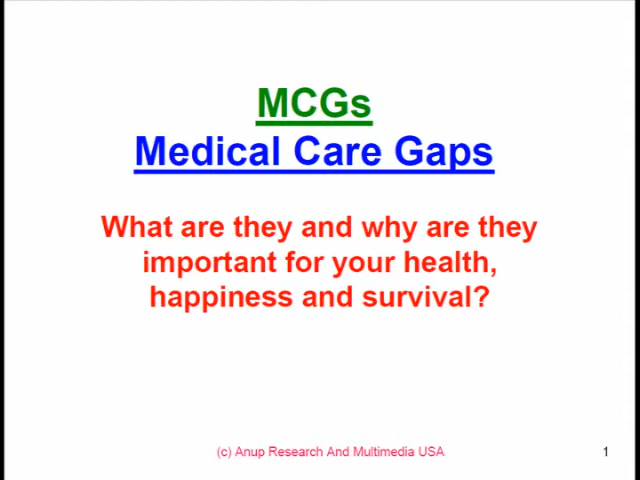 MCGs
Medical Care Gaps
What are they and why are they
important for your health,
happiness and survival?
(c) Anup Research And Multimedia USA
1